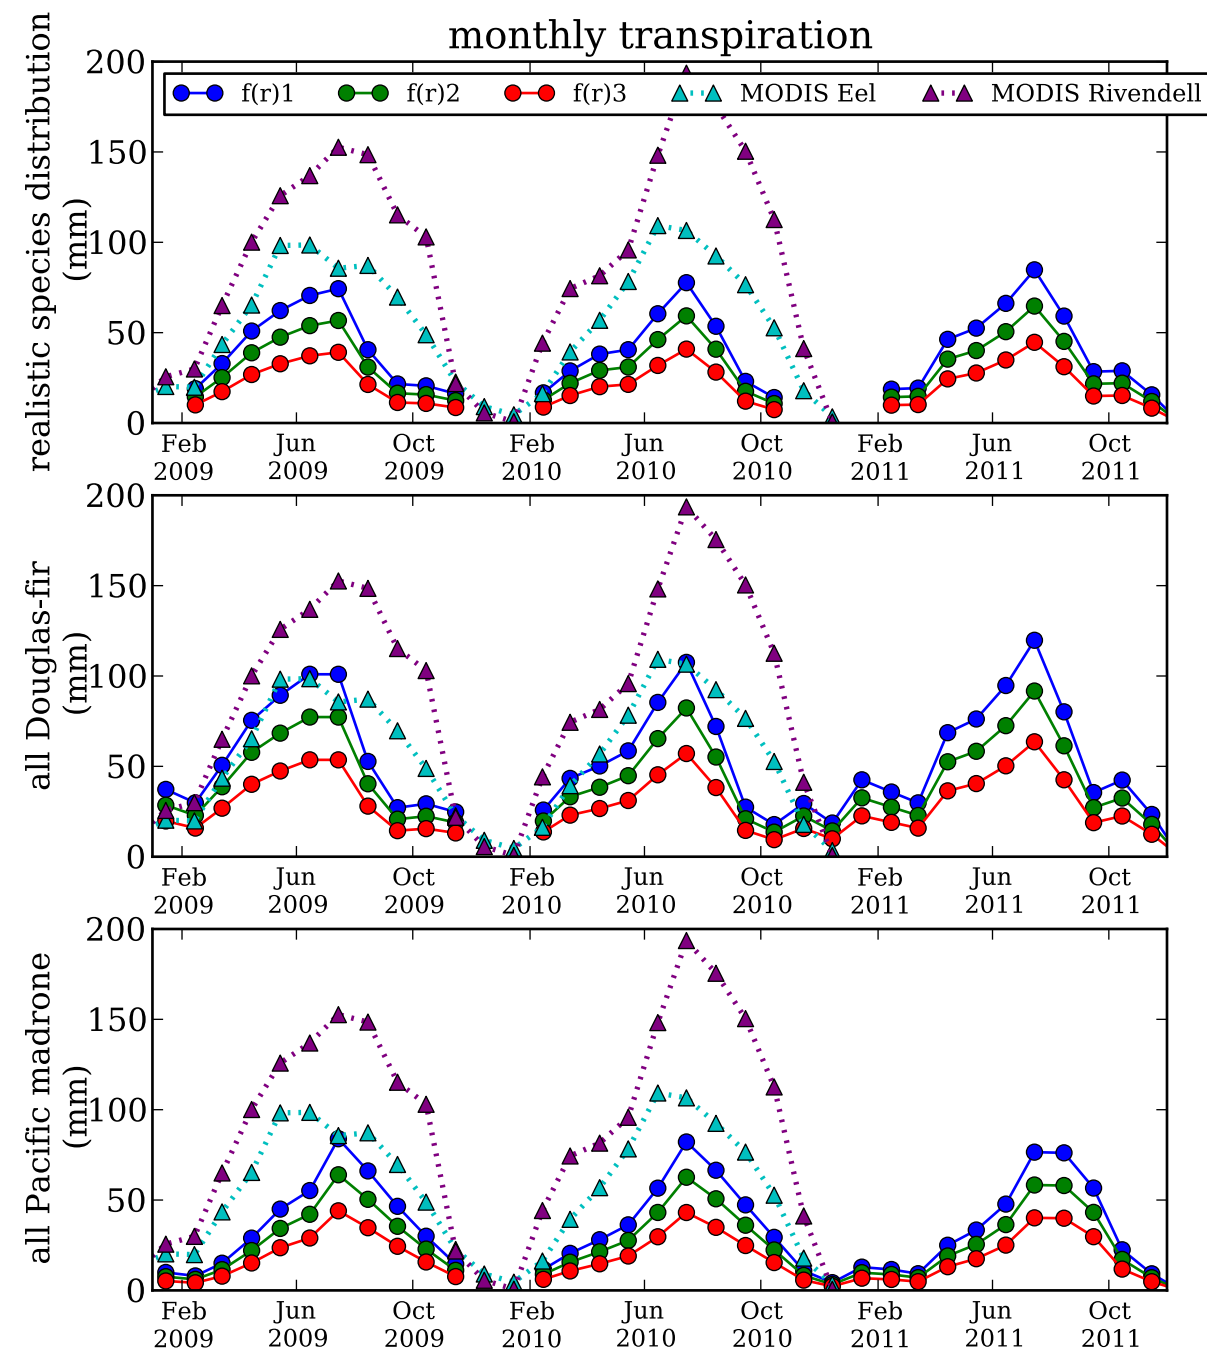 monthly transpiration
realistic species distribution
(mm)
200
150
100
50
0
f(r)1 f(r)2 f(r)3 MODIS Eel MODIS Rivendell
Feb Jun Oct Feb Jun Oct Feb Jun Oct
2009 2009 2009 2010 2010 2010 2011 2011 2011
all Douglas-fir
(mm)
200
150
100
50
0
Feb Jun Oct Feb Jun Oct Feb Jun Oct
2009 2009 2009 2010 2010 2010 2011 2011 2011
all Pacific madrone
(mm)
200
150
100
50
0
Feb Jun Oct Feb Jun Oct Feb Jun Oct
2009 2009 2009 2010 2010 2010 2011 2011 2011